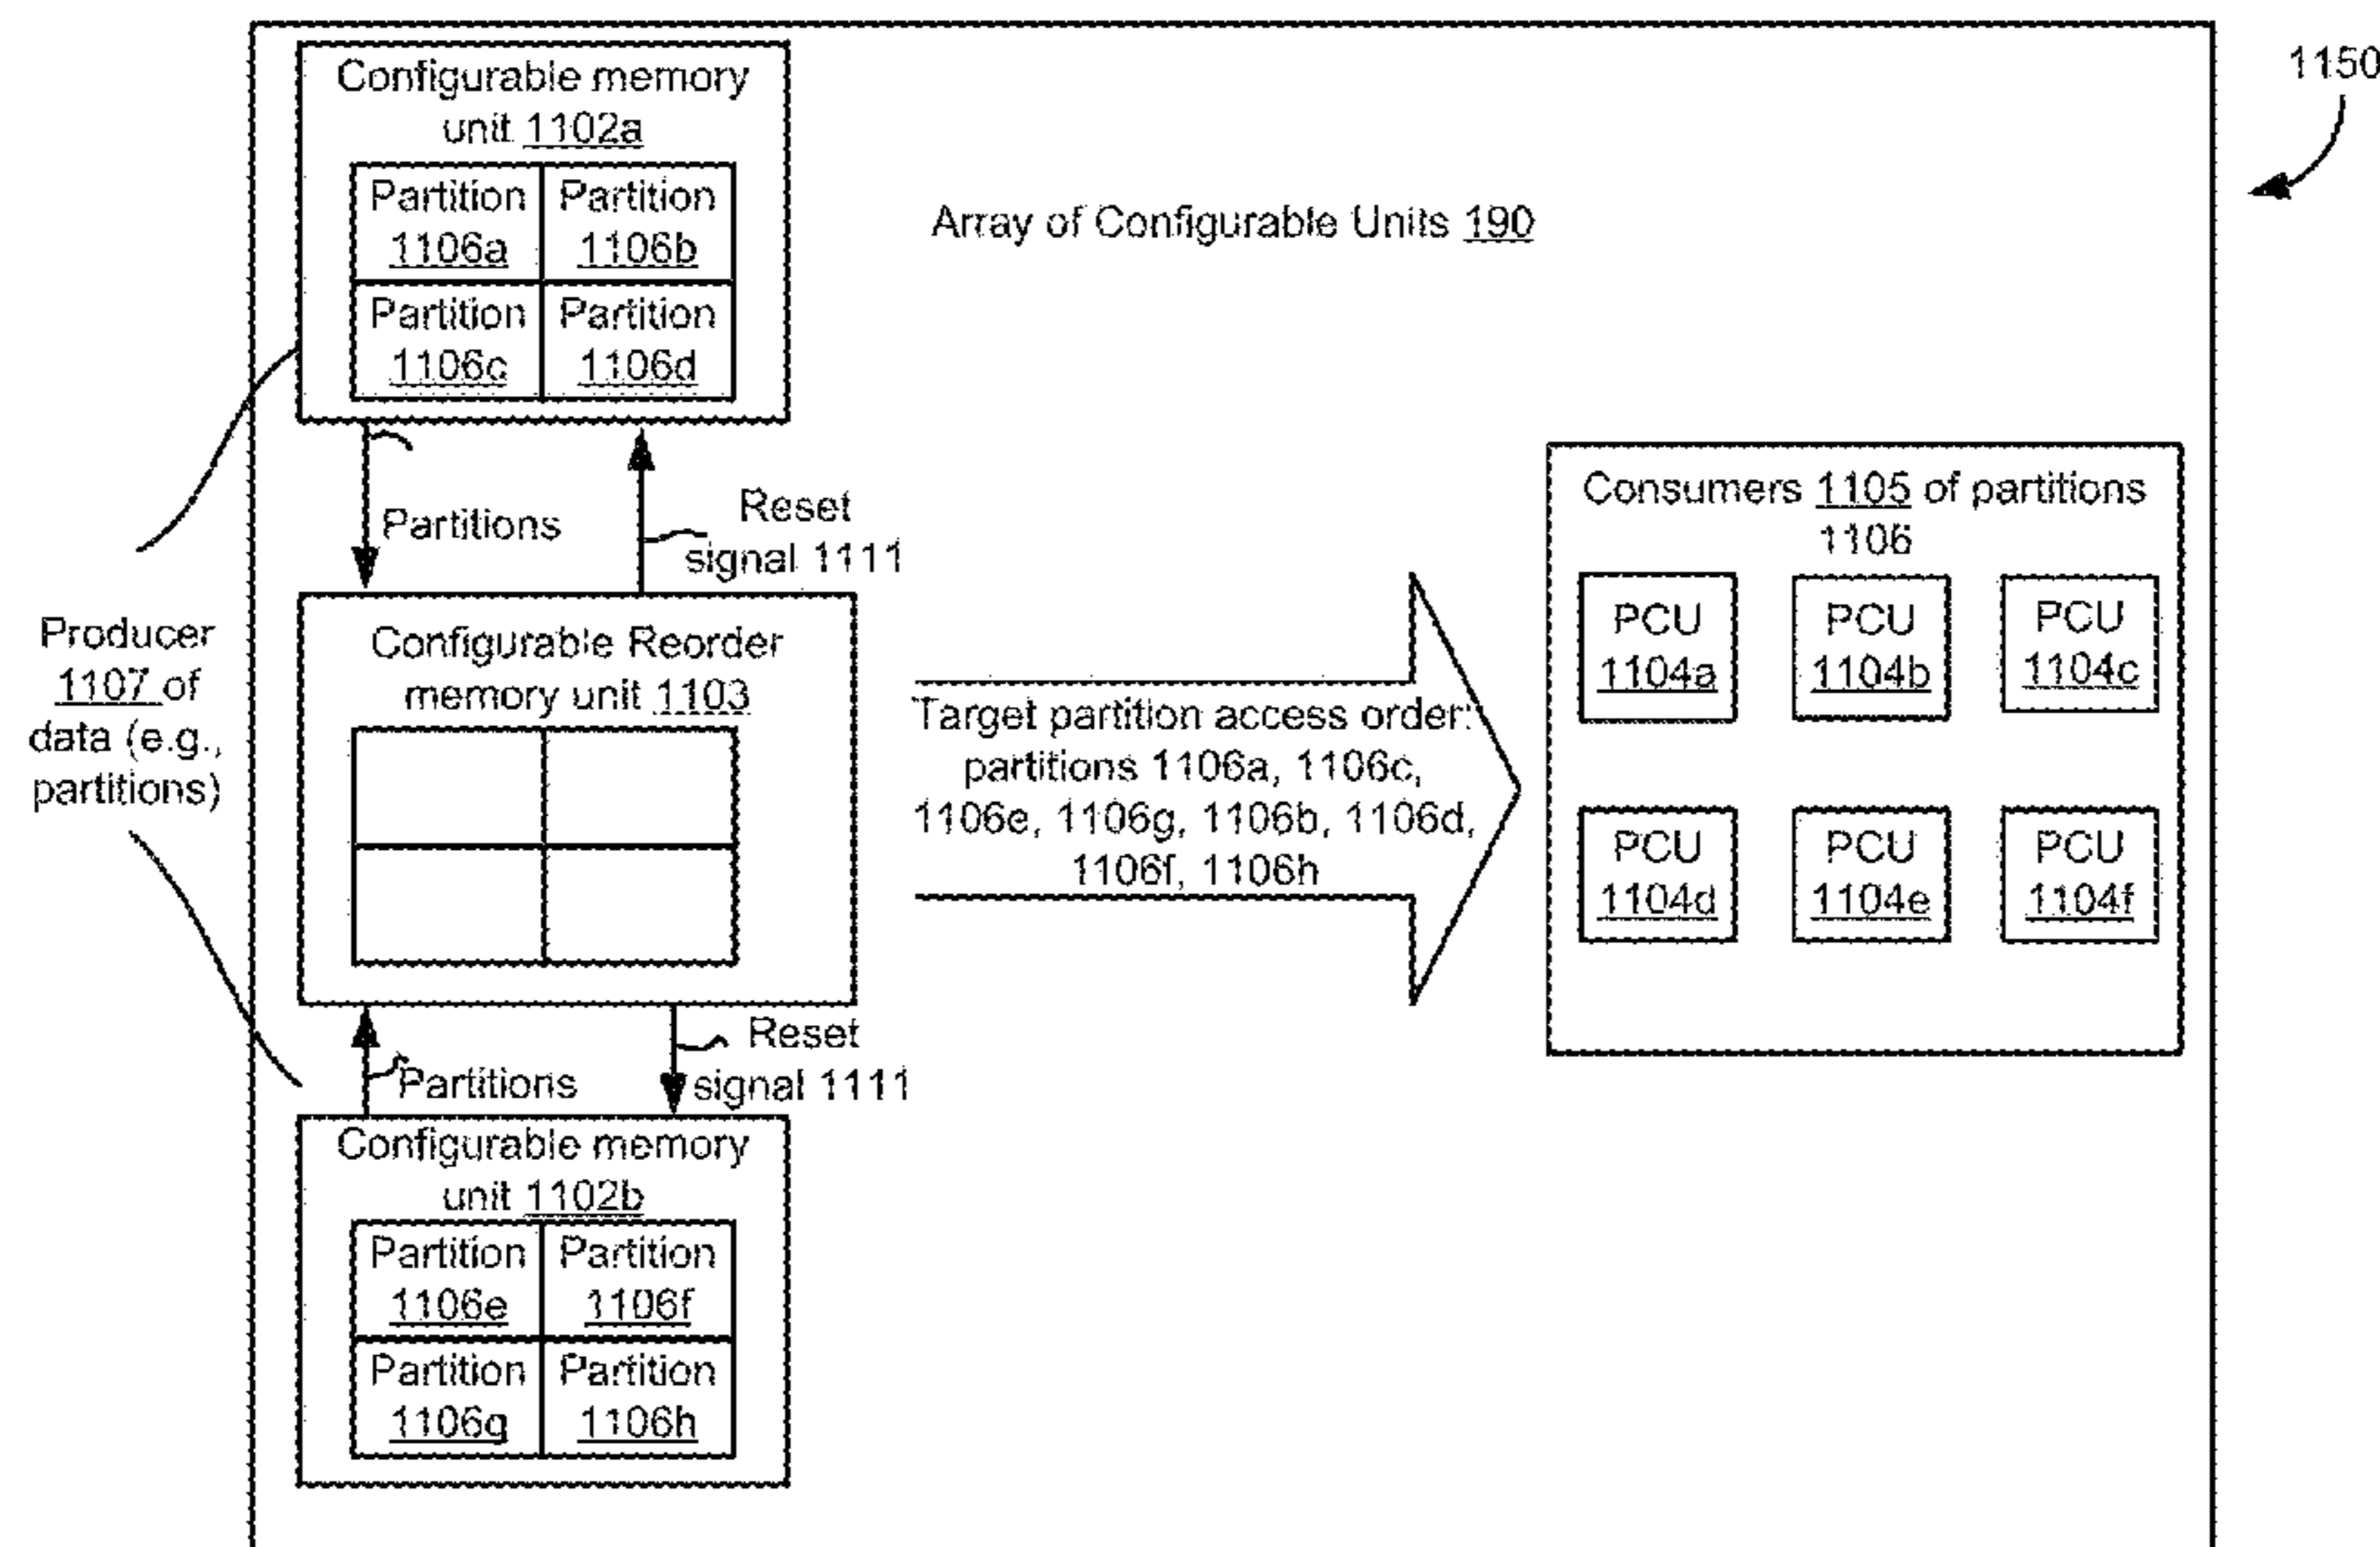 1150
Configurable memory
unit 1102a
Partition
1106a
Partition
1106b
Partition
1106c
Partition
1106d
Array of Configurable Units 190
Partitions
Reset
signal 1111
Producer
1107 of
data (e.g.,
partitions)
Configurable Reorder
memory unit 1103
Target partition access order:
partitions 1106a, 1106c,
1106e, 1106g, 1106b, 1106d,
1106f, 1106h
Consumers 1105 of partitions
1106
PCU
1104a
PCU
1104b
PCU
1104c
PCU
1104d
PCU
1104e
PCU
1104f
Partitions
Reset
signal 1111
Configurable memory
unit 1102b
Partition
1106e
Partition
1106f
Partition
1106g
Partition
1106h